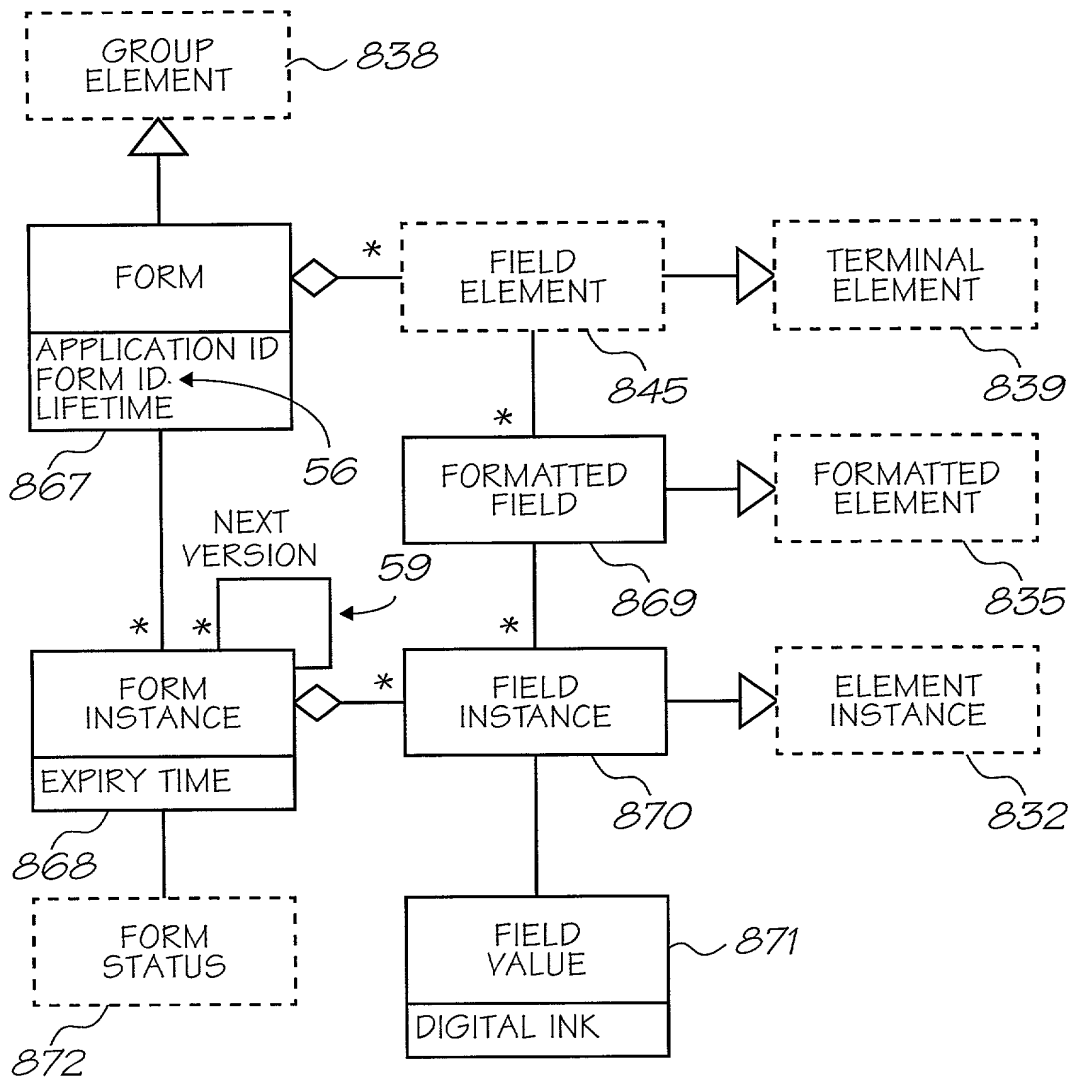 GROUP
ELEMENT
838
FORM
APPLICATION ID
FORM ID
LIFETIME
867
56
*
FIELD
ELEMENT
845
TERMINAL
ELEMENT
839
*
FORMATTED
FIELD
869
FORMATTED
ELEMENT
835
NEXT
VERSION
59
*
*
FORM
INSTANCE
EXPIRY TIME
868
*
*
FIELD
INSTANCE
870
ELEMENT
INSTANCE
832
FORM
STATUS
872
FIELD
VALUE
DIGITAL INK
871